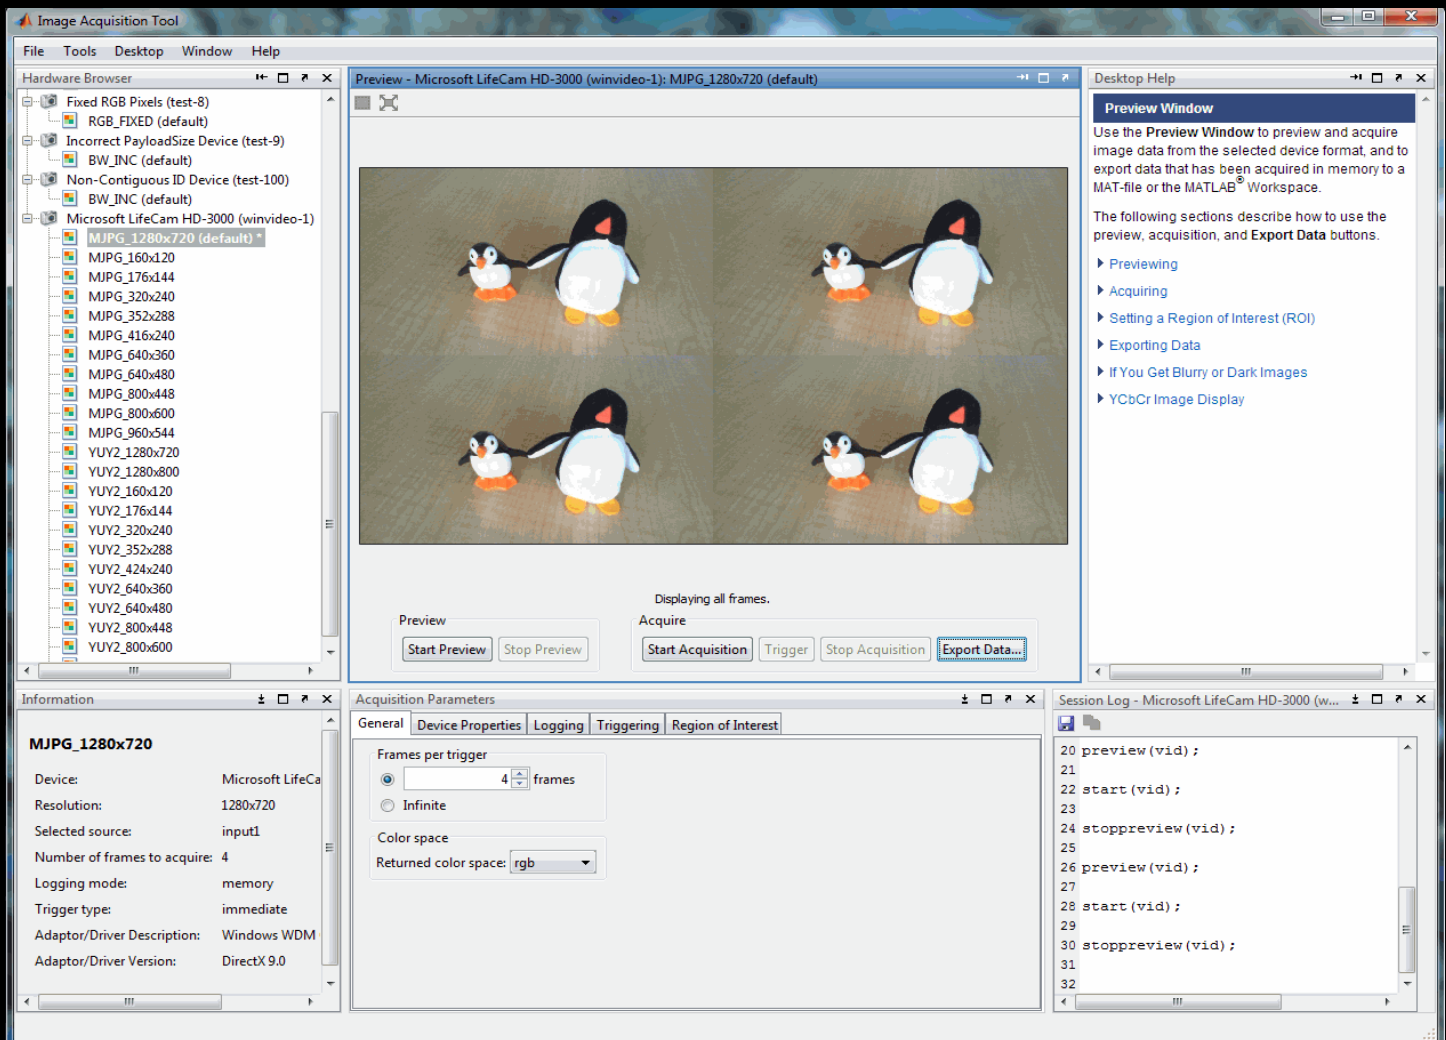 Image Acquisition Tool
File Tools Desktop Window Help
Hardware Browser
Fixed RGB Pixels (test-8)
RGB_FIXED (default)
Incorrect PayloadSize Device (test-9)
BW_INC (default)
Non-Contiguous ID Device (test-100)
BW_INC (default)
Microsoft LifeCam HD-3000 (winvideo-1)
MJPG_1280x720 (default) *
MJPG_160x120
MJPG_176x144
MJPG_320x240
MJPG_352x288
MJPG_416x240
MJPG_640x360
MJPG_640x480
MJPG_800x448
MJPG_800x600
MJPG_960x544
YUY2_1280x720
YUY2_1280x800
YUY2_160x120
YUY2_176x144
YUY2_320x240
YUY2_352x288
YUY2_424x240
YUY2_640x360
YUY2_640x480
YUY2_800x448
YUY2_800x600
Preview - Microsoft LifeCam HD-3000 (winvideo-1): MJPG_1280x720 (default)
Displaying all frames.
Preview
Start Preview Stop Preview
Acquire
Start Acquisition Trigger Stop Acquisition Export Data...
Desktop Help
Preview Window
Use the Preview Window to preview and acquire
image data from the selected device format, and to
export data that has been acquired in memory to a
MAT-file or the MATLAB® Workspace.
The following sections describe how to use the
preview, acquisition, and Export Data buttons.
Previewing
Acquiring
Setting a Region of Interest (ROI)
Exporting Data
If You Get Blurry or Dark Images
YCbCr Image Display
Information
MJPG_1280x720
Device: Microsoft LifeCa
Resolution: 1280x720
Selected source: input1
Number of frames to acquire: 4
Logging mode: memory
Trigger type: immediate
Adaptor/Driver Description: Windows WDM
Adaptor/Driver Version: DirectX 9.0
Acquisition Parameters
General Device Properties Logging Triggering Region of Interest
Frames per trigger
4 frames
Infinite
Color space
Returned color space: rgb
Session Log - Microsoft LifeCam HD-3000 (w...
20 preview(vid);
21
22 start(vid);
23
24 stoppreview(vid);
25
26 preview(vid);
27
28 start(vid);
29
30 stoppreview(vid);
31
32